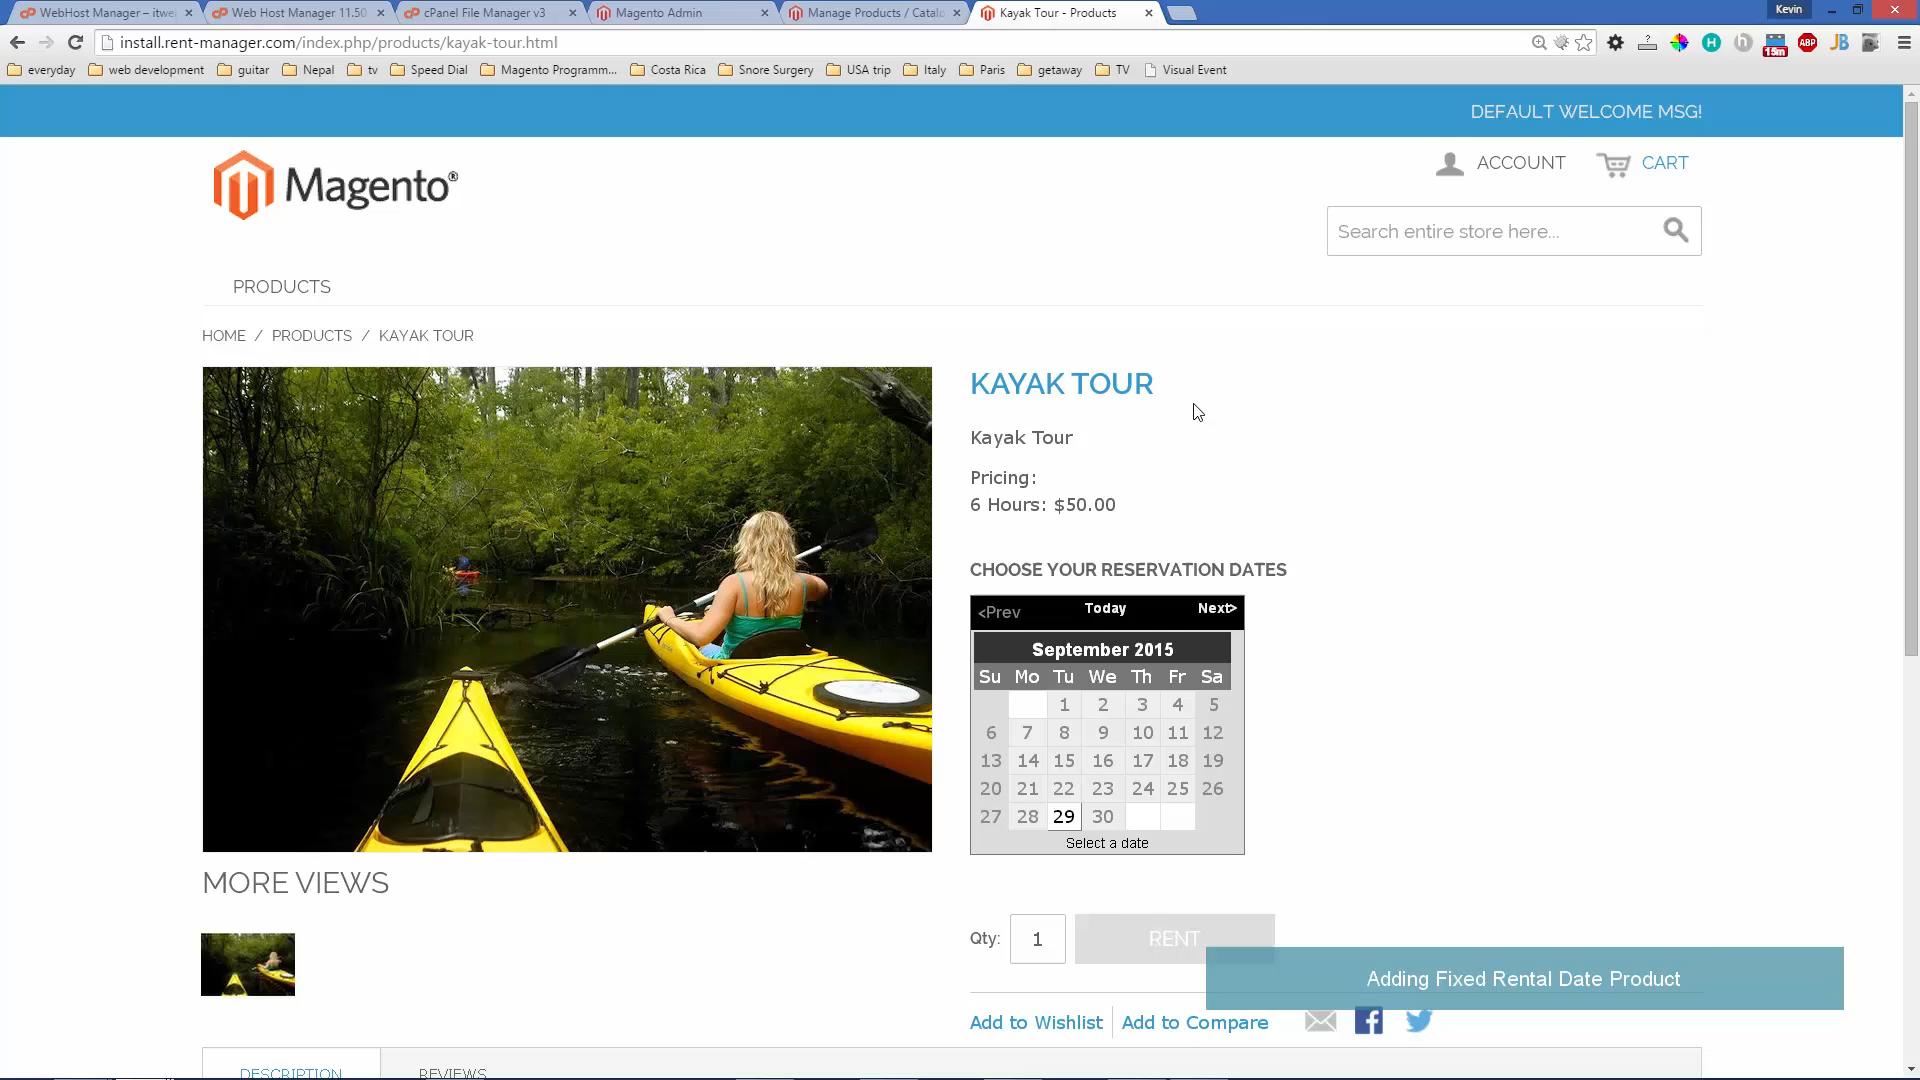 WebHost Manager – itwe
Web Host Manager 11.50
cPanel File Manager v3
Magento Admin
Manage Products / Catalo
Kayak Tour - Products
Kevin
install.rent-manager.com/index.php/products/kayak-tour.html
15m
ABP
JB
everyday
web development
guitar
Nepal
tv
Speed Dial
Magento Programm...
Costa Rica
Snore Surgery
USA trip
Italy
Paris
getaway
TV
Visual Event
DEFAULT WELCOME MSG!
Magento®
ACCOUNT
CART
Search entire store here...
PRODUCTS
HOME / PRODUCTS / KAYAK TOUR
KAYAK TOUR
Kayak Tour
Pricing:
6 Hours: $50.00
CHOOSE YOUR RESERVATION DATES
<Prev Today Next>
September 2015
Su Mo Tu We Th Fr Sa
1 2 3 4 5
6 7 8 9 10 11 12
13 14 15 16 17 18 19
20 21 22 23 24 25 26
27 28 29 30
Select a date
MORE VIEWS
Qty: 1 RENT
Adding Fixed Rental Date Product
Add to Wishlist
Add to Compare
DESCRIPTION
REVIEWS